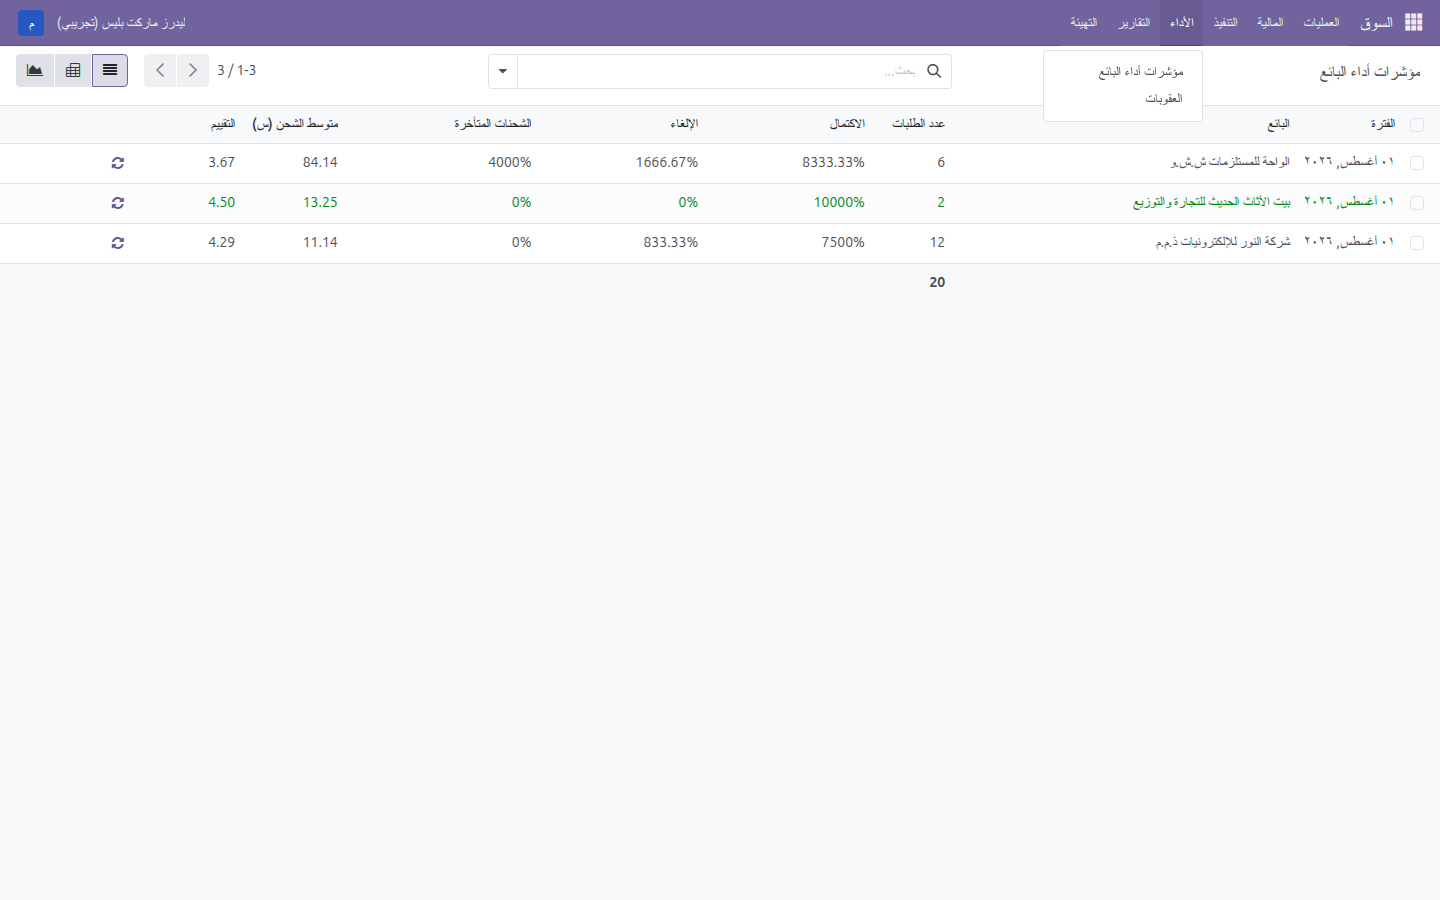 السوق العمليات المالية التنفيذ الأداء التقارير التهيئة ليدرز ماركت بليس (تجريبي) م
مؤشرات أداء البائع بحث... 1-3 / 3
مؤشرات أداء البائع
العقوبات
الفترة البائع عدد الطلبات الاكتمال الإلغاء الشحنات المتأخرة متوسط الشحن (س) التقييم
٠١ أغسطس, ٢٠٢٦ الواحة للمستلزمات ش.ش.و 6 8333.33% 1666.67% 4000% 84.14 3.67
٠١ أغسطس, ٢٠٢٦ بيت الأثاث الحديث للتجارة والتوزيع 2 10000% 0% 0% 13.25 4.50
٠١ أغسطس, ٢٠٢٦ شركة النور للإلكترونيات ذ.م.م 12 7500% 833.33% 0% 11.14 4.29
20